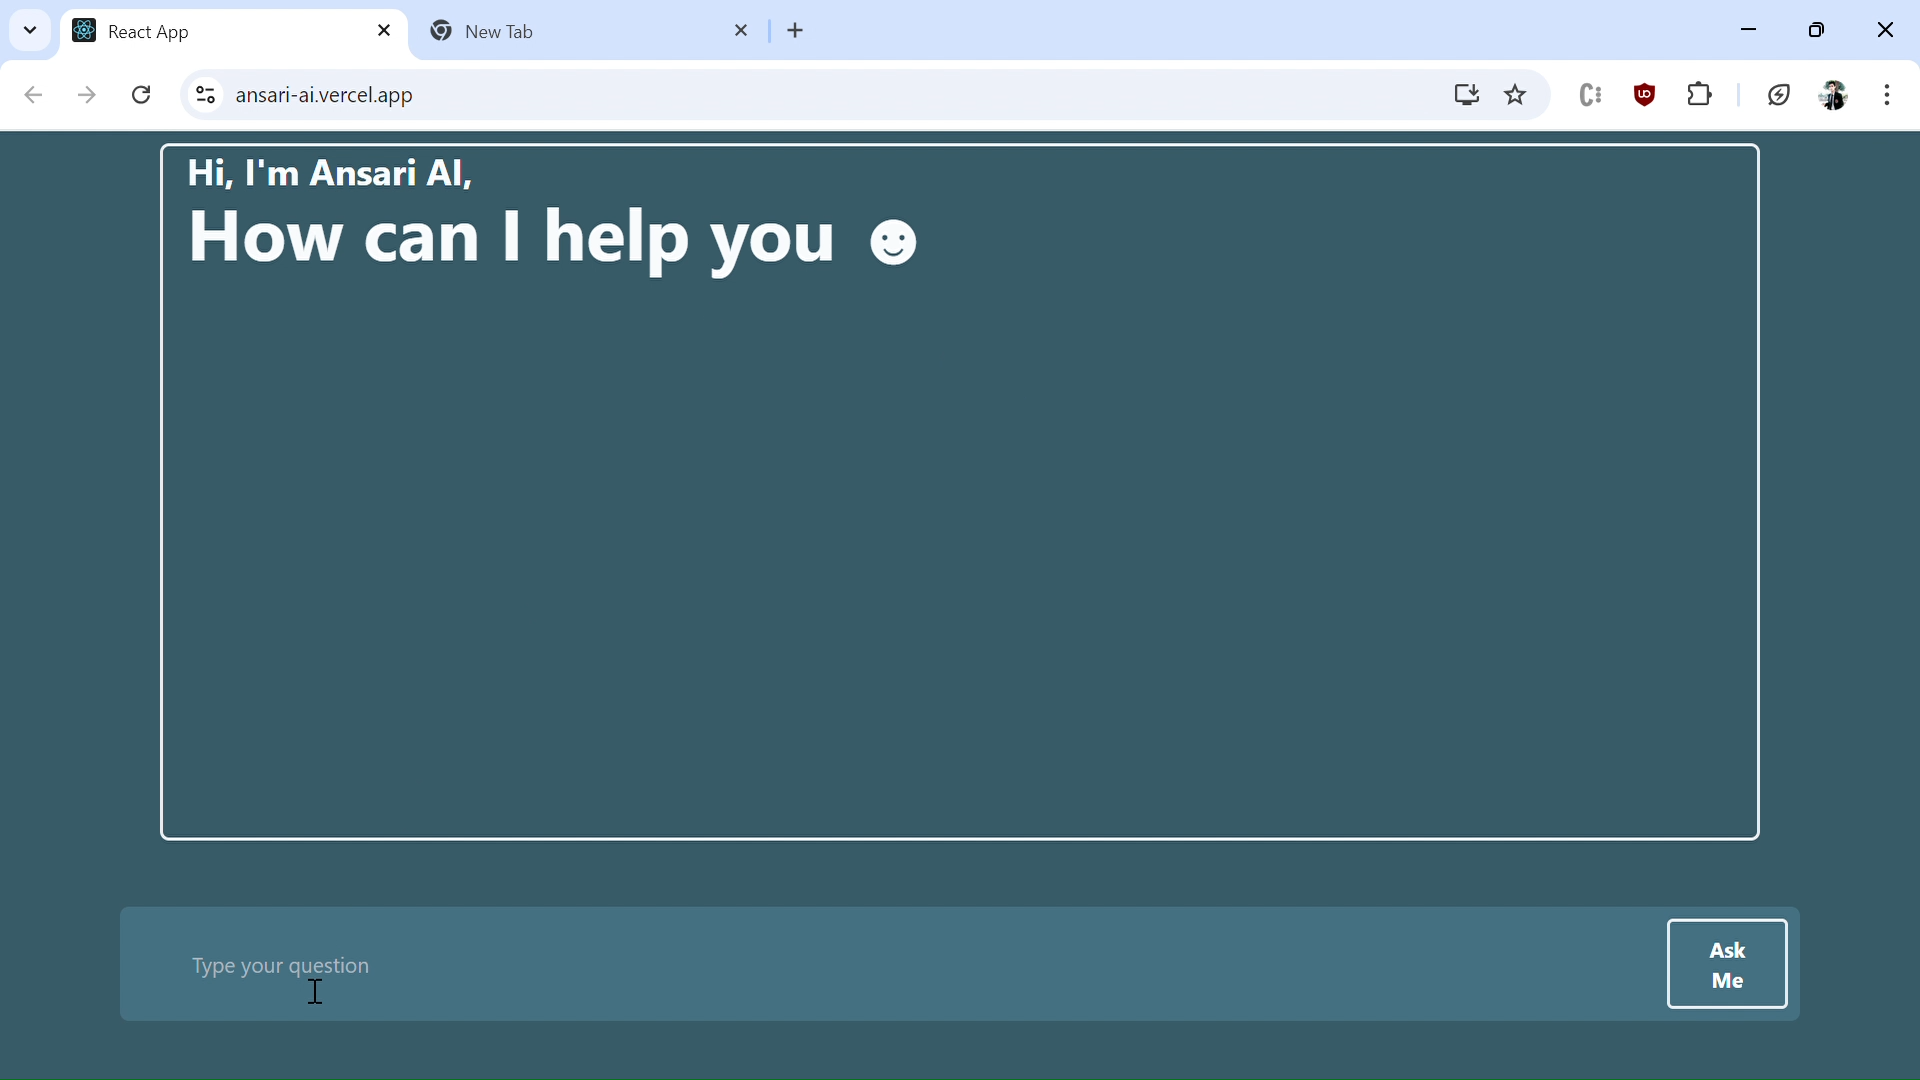 React App
New Tab
ansari-ai.vercel.app
Hi, I'm Ansari AI,
How can I help you ☻
Type your question
Ask
Me